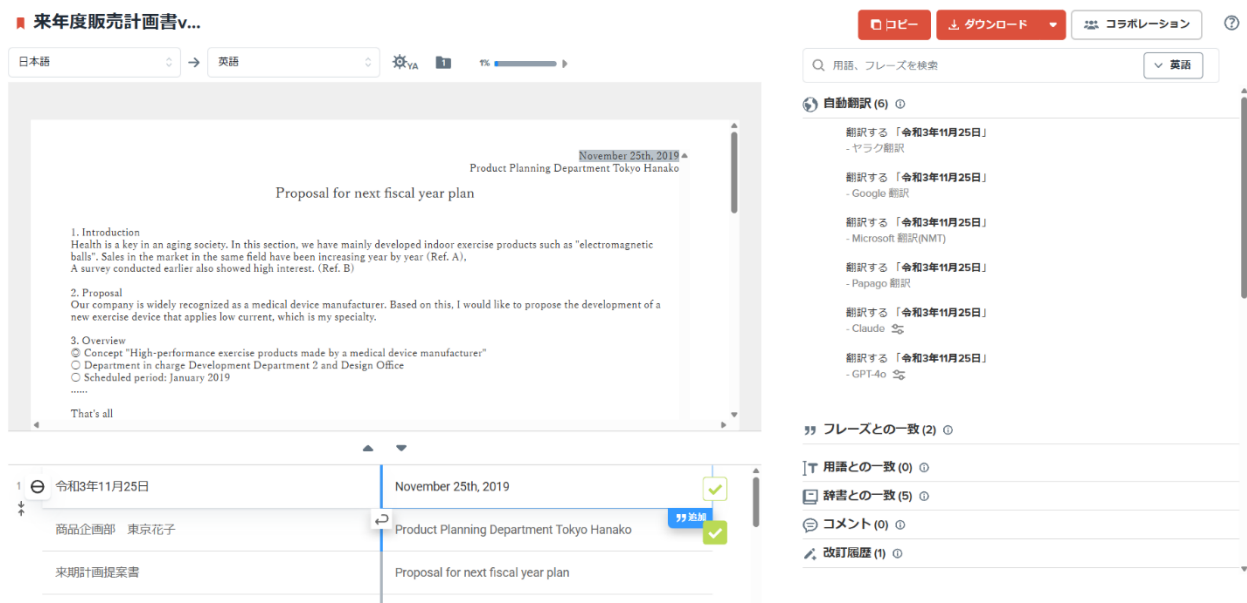 来年度販売計画書v...
コピー
ダウンロード
コラボレーション
日本語
英語
YA
1
1%
用語、フレーズを検索
英語
November 25th, 2019
Product Planning Department Tokyo Hanako
Proposal for next fiscal year plan
1. Introduction
Health is a key in an aging society. In this section, we have mainly developed indoor exercise products such as "electromagnetic
balls". Sales in the market in the same field have been increasing year by year (Ref. A),
A survey conducted earlier also showed high interest. (Ref. B)
2. Proposal
Our company is widely recognized as a medical device manufacturer. Based on this, I would like to propose the development of a
new exercise device that applies low current, which is my specialty.
3. Overview
◎ Concept "High-performance exercise products made by a medical device manufacturer"
○ Department in charge Development Department 2 and Design Office
○ Scheduled period: January 2019
......
That's all
1
令和3年11月25日
November 25th, 2019
追加
商品企画部 東京花子
Product Planning Department Tokyo Hanako
来期計画提案書
Proposal for next fiscal year plan
自動翻訳 (6)
翻訳する 「令和3年11月25日」
- ヤラク翻訳
翻訳する 「令和3年11月25日」
- Google 翻訳
翻訳する 「令和3年11月25日」
- Microsoft 翻訳(NMT)
翻訳する 「令和3年11月25日」
- Papago 翻訳
翻訳する 「令和3年11月25日」
- Claude
翻訳する 「令和3年11月25日」
- GPT-4o
フレーズとの一致 (2)
用語との一致 (0)
辞書との一致 (5)
コメント (0)
改訂履歴 (1)